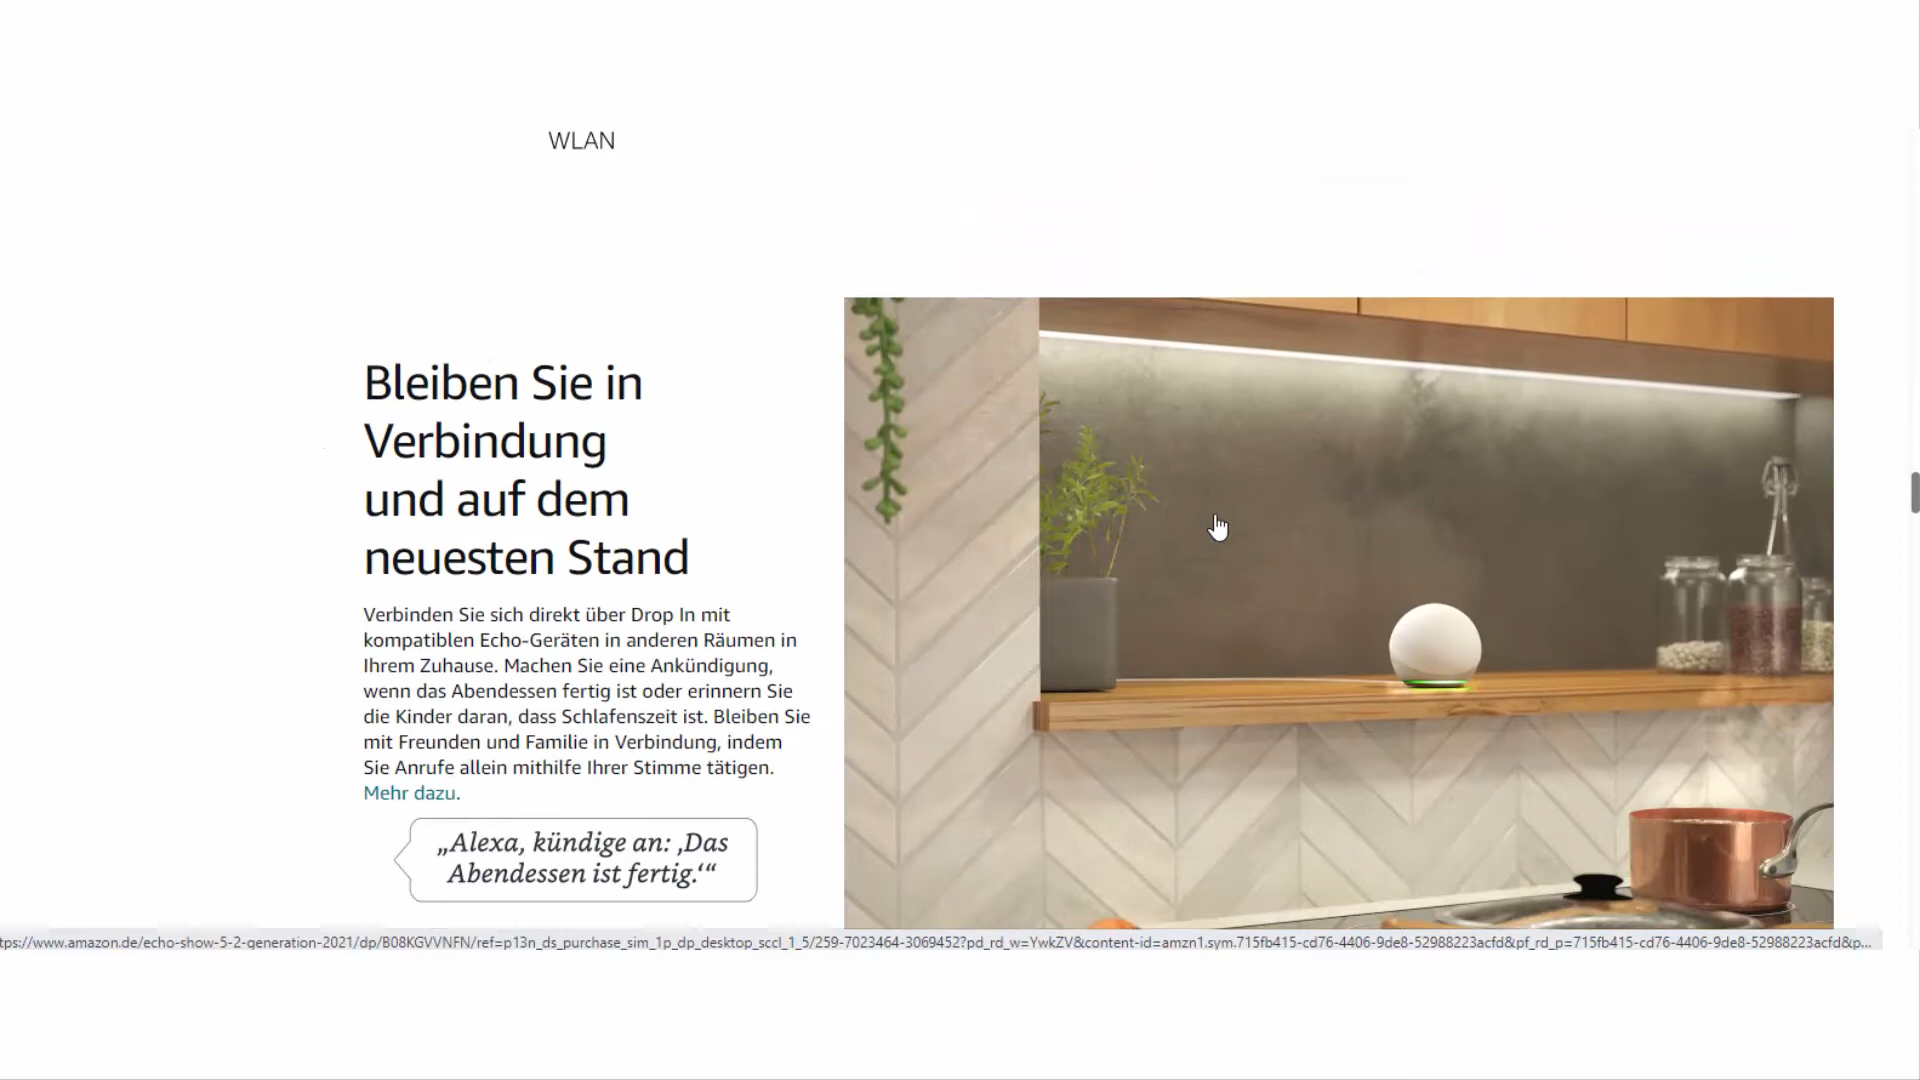 WLAN
Bleiben Sie in
Verbindung
und auf dem
neuesten Stand
Verbinden Sie sich direkt über Drop In mit
kompatiblen Echo-Geräten in anderen Räumen in
Ihrem Zuhause. Machen Sie eine Ankündigung,
wenn das Abendessen fertig ist oder erinnern Sie
die Kinder daran, dass Schlafenszeit ist. Bleiben Sie
mit Freunden und Familie in Verbindung, indem
Sie Anrufe allein mithilfe Ihrer Stimme tätigen.
Mehr dazu.
„Alexa, kündige an: ‚Das
Abendessen ist fertig.‘“
tps://www.amazon.de/echo-show-5-2-generation-2021/dp/B08KGVVNFN/ref=p13n_ds_purchase_sim_1p_dp_desktop_sccl_1_5/259-7023464-3069452?pd_rd_w=YwkZV&content-id=amzn1.sym.715fb415-cd76-4406-9de8-52988223acfd&pf_rd_p=715fb415-cd76-4406-9de8-52988223acfd&p...